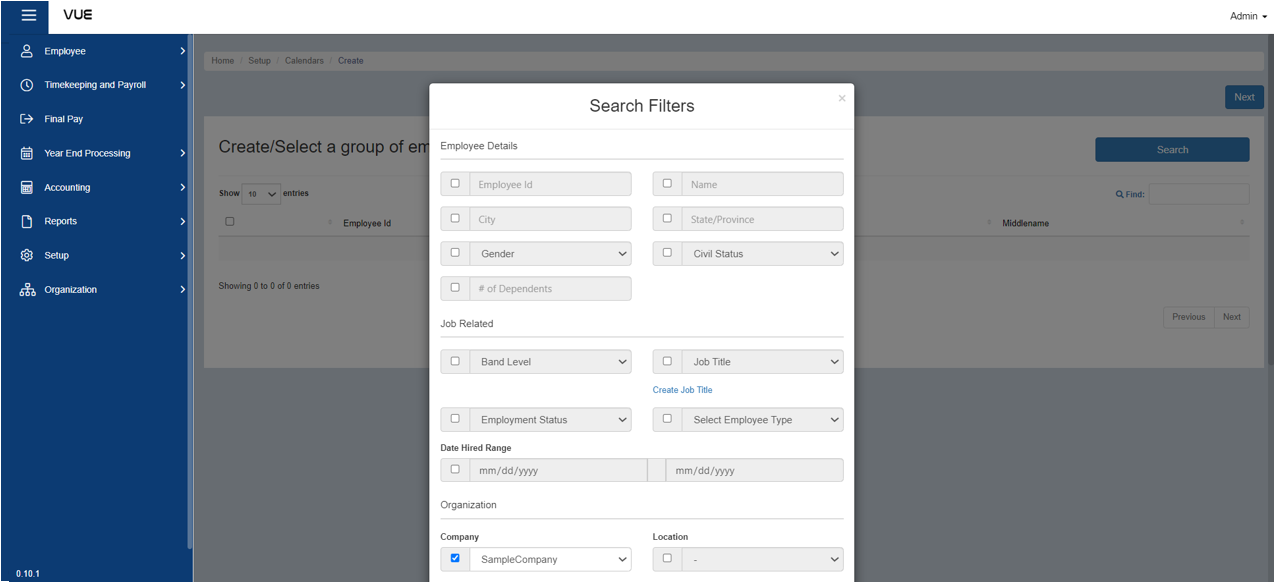 VUE
Admin
Employee
Timekeeping and Payroll
Final Pay
Year End Processing
Accounting
Reports
Setup
Organization
0.10.1
Home / Setup / Calendars / Create
Next
Create/Select a group of em
Search
Show 10 entries
Find:
Employee Id
Middlename
Showing 0 to 0 of 0 entries
Previous Next
Search Filters
×
Employee Details
Employee Id Name
City State/Province
Gender Civil Status
# of Dependents
Job Related
Band Level Job Title
Create Job Title
Employment Status Select Employee Type
Date Hired Range
mm/dd/yyyy mm/dd/yyyy
Organization
Company Location
SampleCompany -